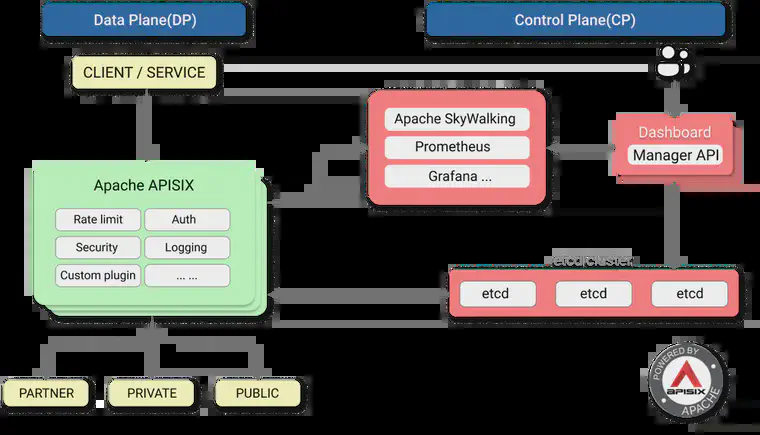 Data Plane(DP)
Control Plane(CP)
CLIENT / SERVICE
Apache SkyWalking
Prometheus
Grafana ...
Dashboard
Manager API
Apache APISIX
Rate limit
Auth
Security
Logging
Custom plugin
... ...
etcd cluster
etcd
etcd
etcd
PARTNER
PRIVATE
PUBLIC
POWERED BY
APISIX
APACHE